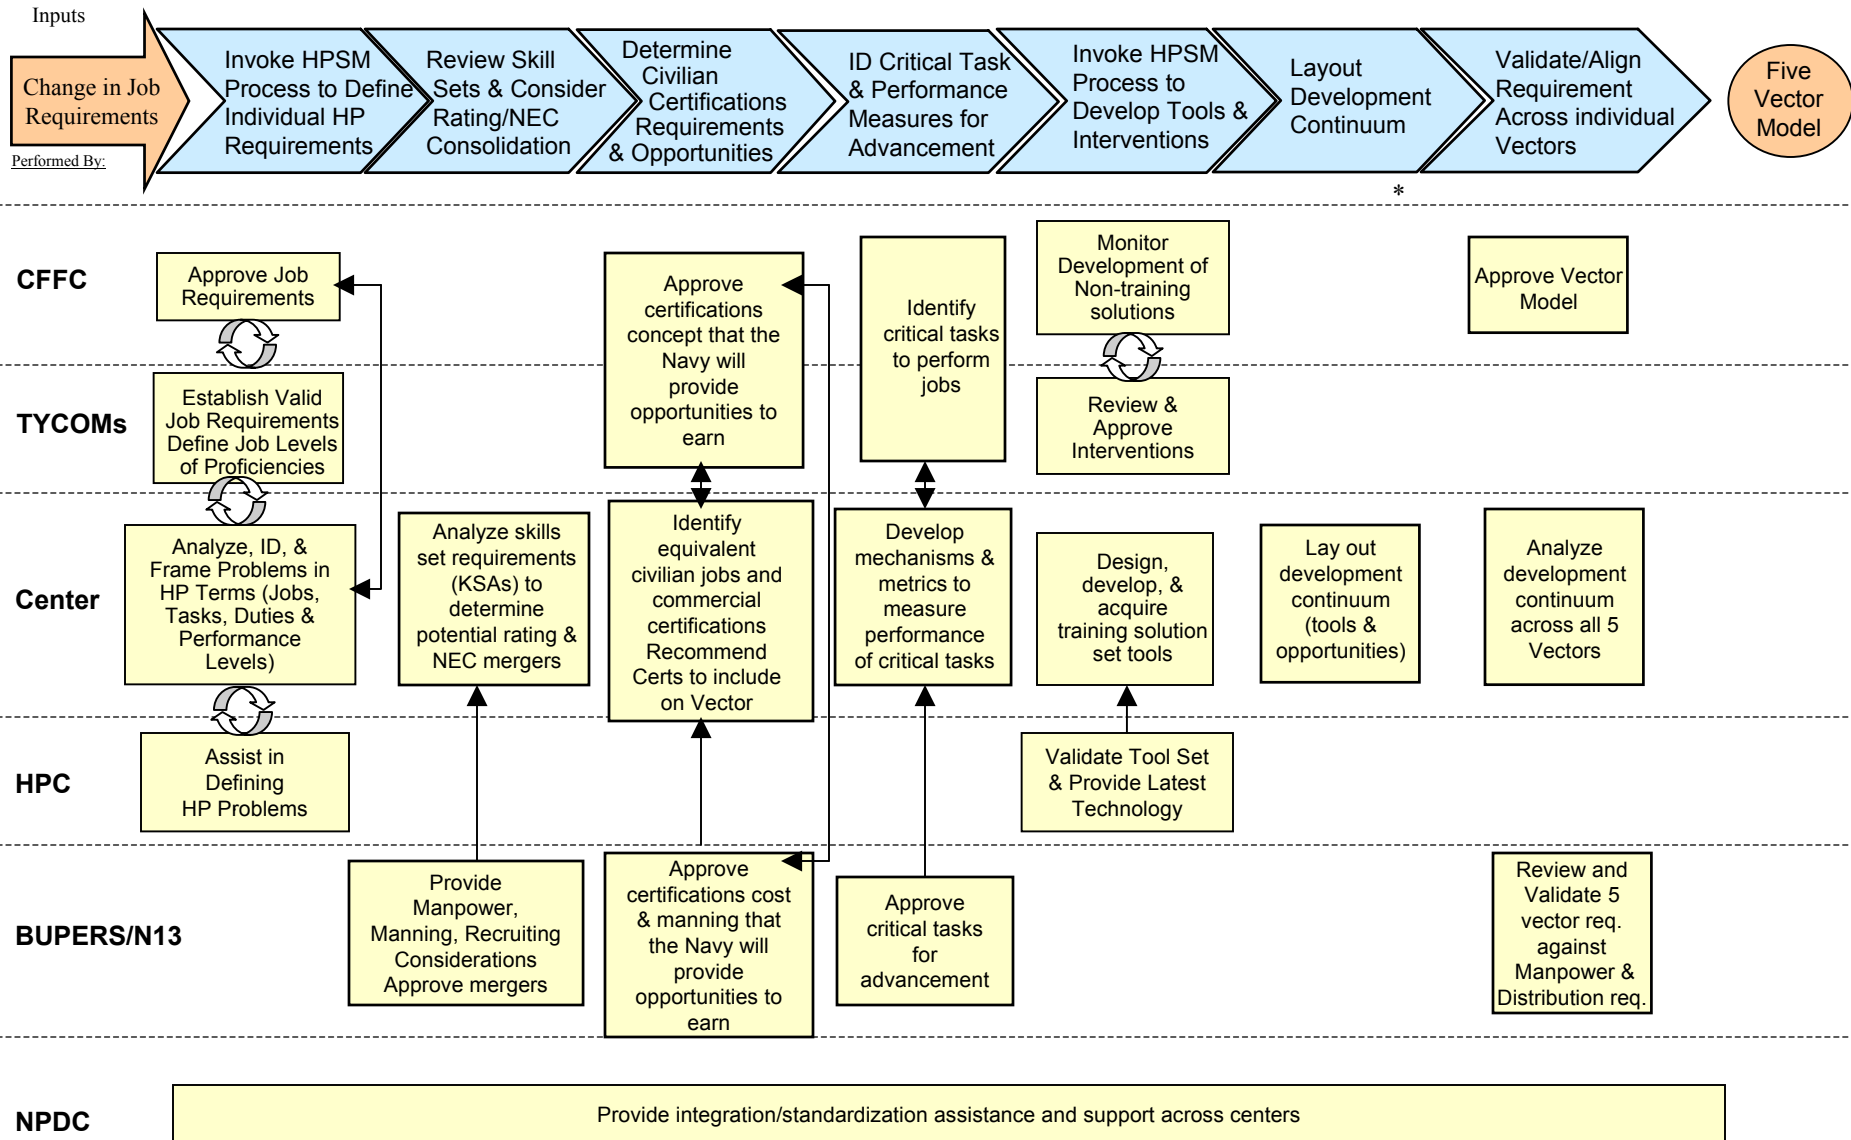 Inputs
Change in Job
Requirements
Performed By:
Invoke HPSM
Process to Define
Individual HP
Requirements
Review Skill
Sets & Consider
Rating/NEC
Consolidation
Determine
Civilian
Certifications
Requirements
& Opportunities
ID Critical Task
& Performance
Measures for
Advancement
Invoke HPSM
Process to
Develop Tools &
Interventions
Layout
Development
Continuum
*
Validate/Align
Requirement
Across individual
Vectors
Five
Vector
Model
CFFC
Approve Job
Requirements
Approve
certifications
concept that the
Navy will
provide
opportunities to
earn
Identify
critical tasks
to perform
jobs
Monitor
Development of
Non-training
solutions
Approve Vector
Model
TYCOMs
Establish Valid
Job Requirements
Define Job Levels
of Proficiencies
Review &
Approve
Interventions
Center
Analyze, ID, &
Frame Problems in
HP Terms (Jobs,
Tasks, Duties &
Performance
Levels)
Analyze skills
set requirements
(KSAs) to
determine
potential rating &
NEC mergers
Identify
equivalent
civilian jobs and
commercial
certifications
Recommend
Certs to include
on Vector
Develop
mechanisms &
metrics to
measure
performance
of critical tasks
Design,
develop, &
acquire
training solution
set tools
Lay out
development
continuum
(tools &
opportunities)
Analyze
development
continuum
across all 5
Vectors
HPC
Assist in
Defining
HP Problems
Validate Tool Set
& Provide Latest
Technology
BUPERS/N13
Provide
Manpower,
Manning, Recruiting
Considerations
Approve mergers
Approve
certifications cost
& manning that
the Navy will
provide
opportunities to
earn
Approve
critical tasks
for
advancement
Review and
Validate 5
vector req.
against
Manpower &
Distribution req.
NPDC
Provide integration/standardization assistance and support across centers